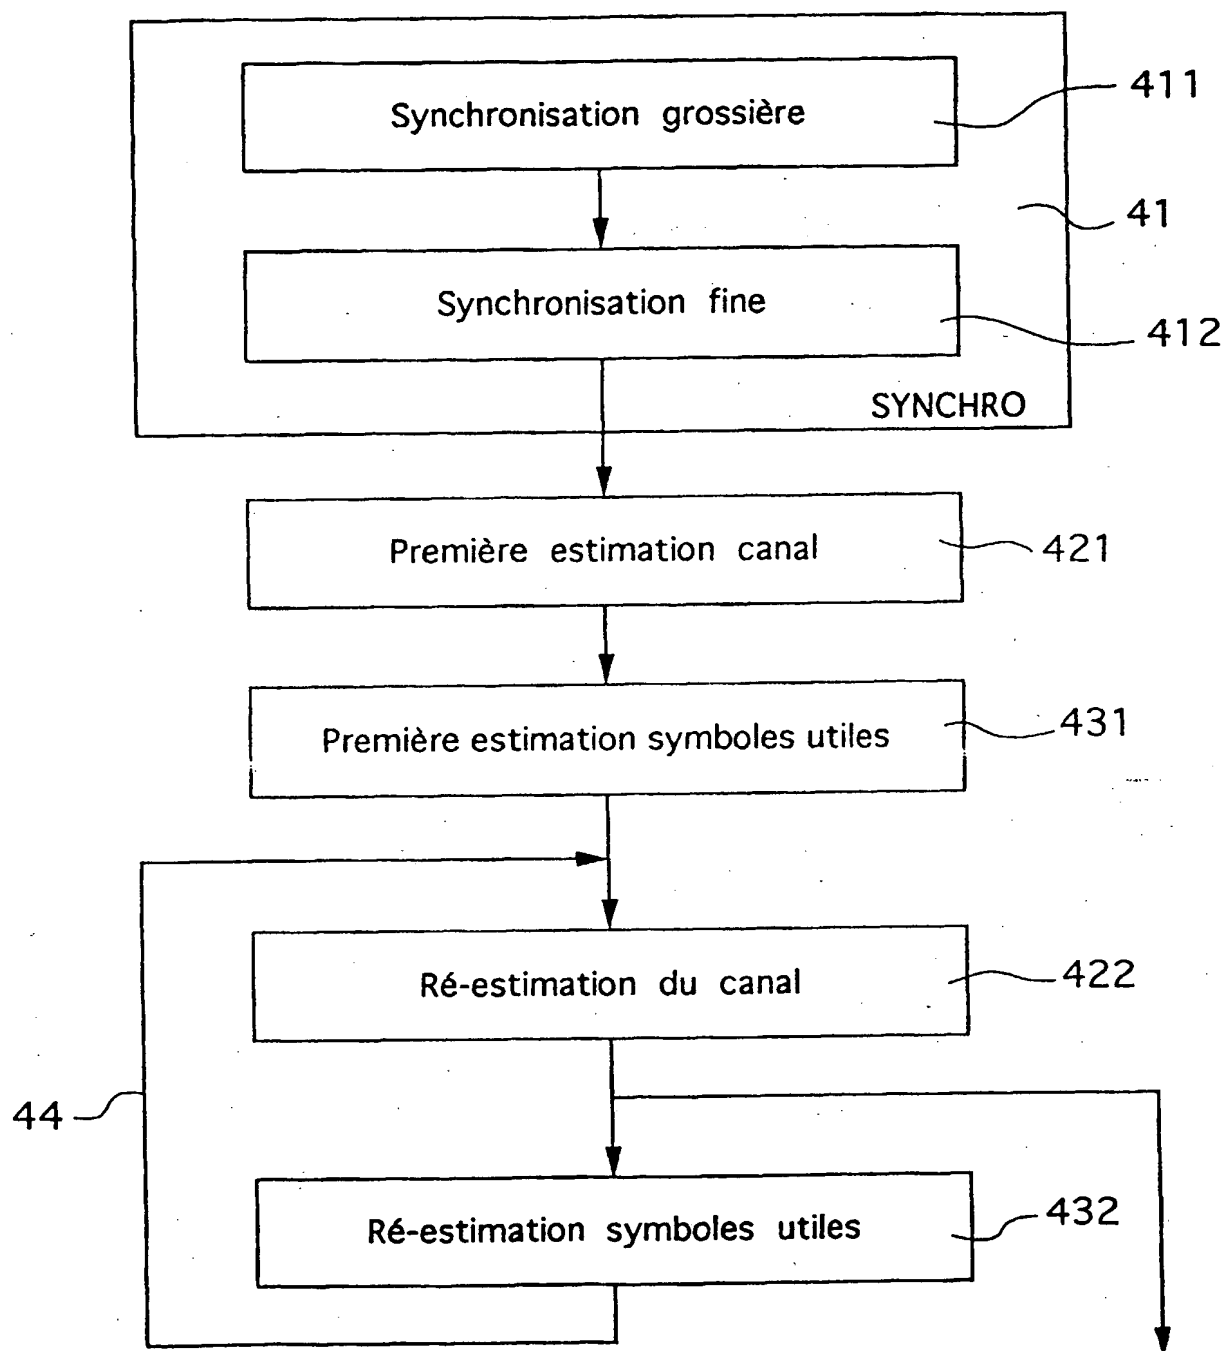 Synchronisation grossière
411
41
Synchronisation fine
412
SYNCHRO
Première estimation canal
421
Première estimation symboles utiles
431
Ré-estimation du canal
422
44
Ré-estimation symboles utiles
432